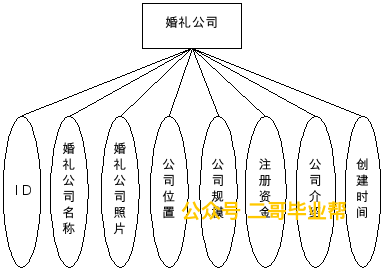 婚礼公司
ID
婚礼公司名称
婚礼公司照片
公司位置
公司规模
注册资金
公司介绍
创建时间
公众号 二哥毕业帮